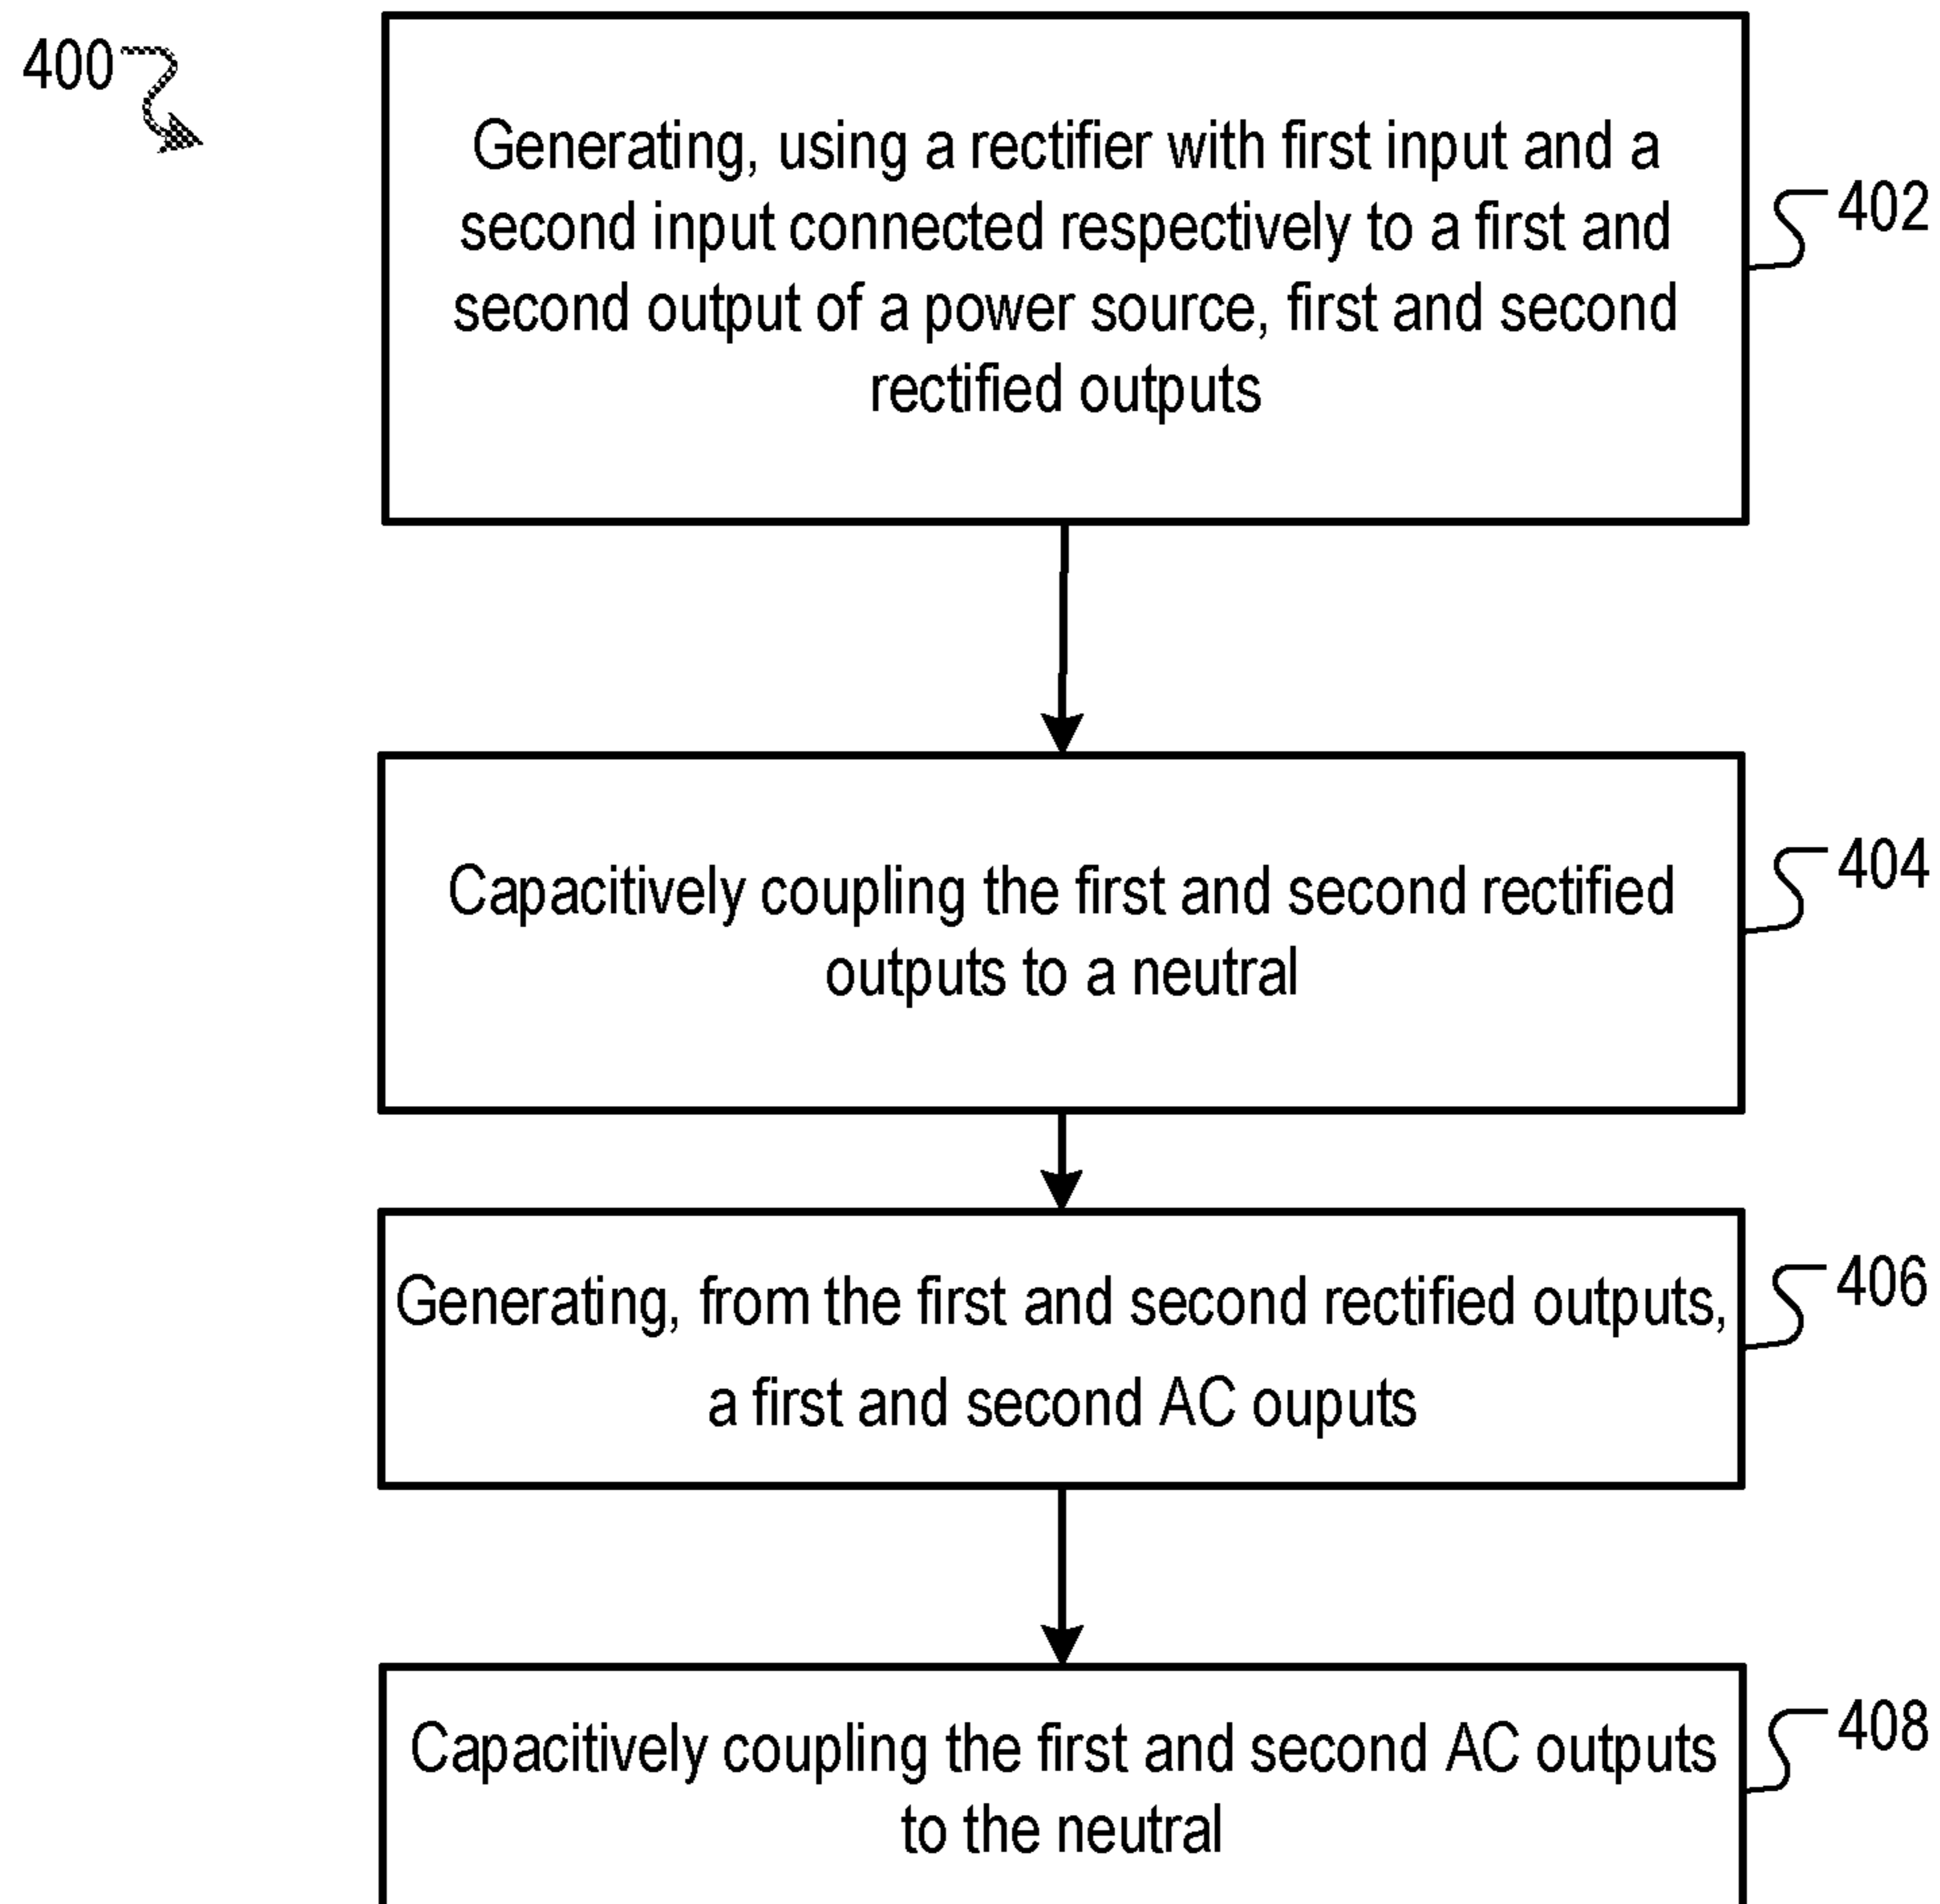 400
Generating, using a rectifier with first input and a
second input connected respectively to a first and
second output of a power source, first and second
rectified outputs
402
Capacitively coupling the first and second rectified
outputs to a neutral
404
Generating, from the first and second rectified outputs,
a first and second AC ouputs
406
Capacitively coupling the first and second AC outputs
to the neutral
408